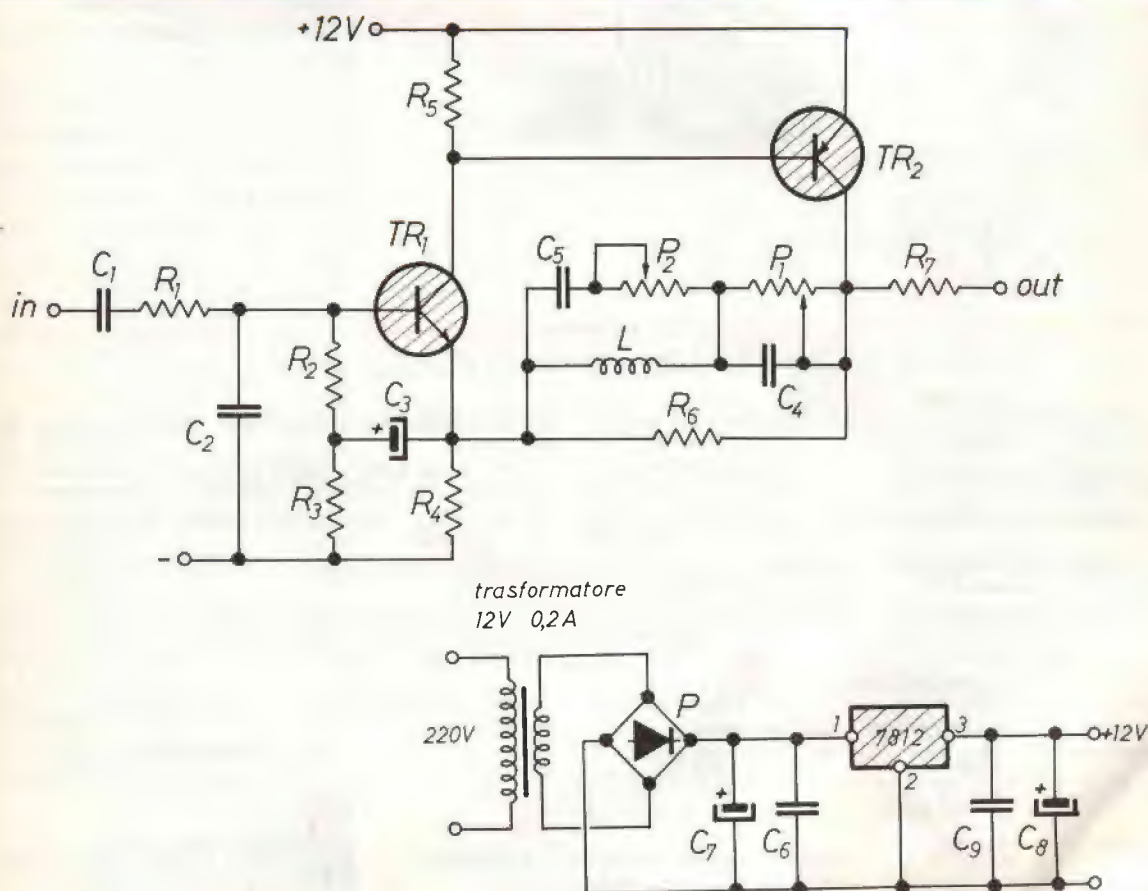 +12V
R5
TR2
TR1
C5 P2 P1 R7
C1 R1
in
out
L
R2
C3
C4
+
R6
C2
R3 R4
-
trasformatore
12V 0,2A
P
220V
1 7812 3
+12V
2
+ +
C7 C6 C9 C8